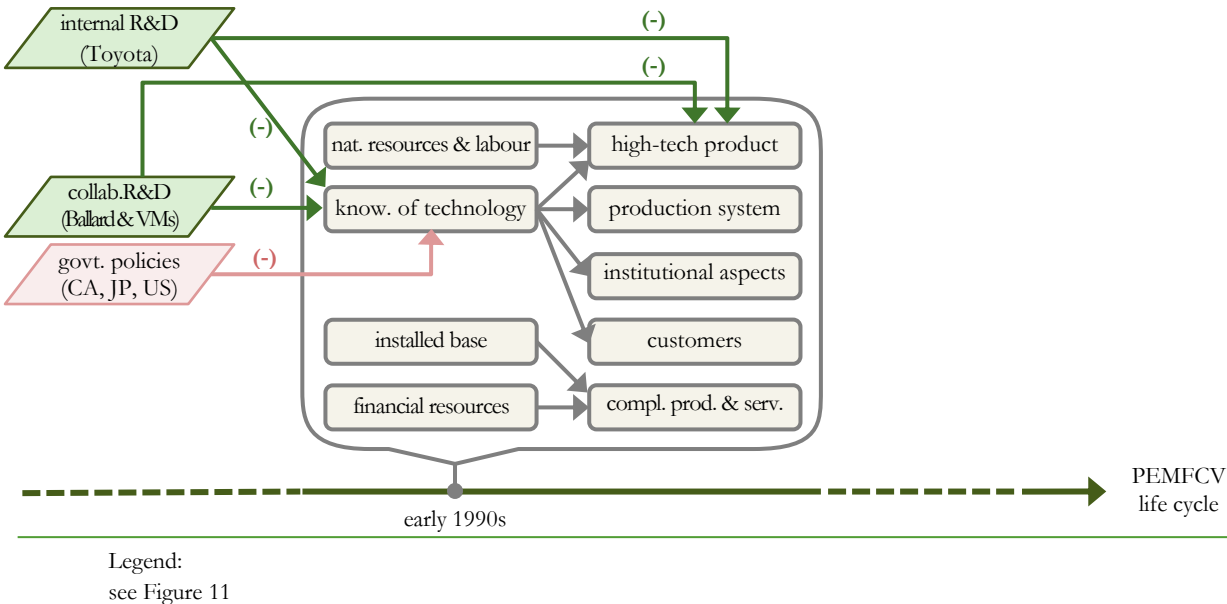 internal R&D
(Toyota)
(-)
(-)
(-)
nat. resources & labour
high-tech product
collab.R&D
(Ballard & VMs)
(-)
know. of technology
production system
govt. policies
(CA, JP, US)
(-)
institutional aspects
installed base
customers
financial resources
compl. prod. & serv.
early 1990s
PEMFCV
life cycle
Legend:
see Figure 11